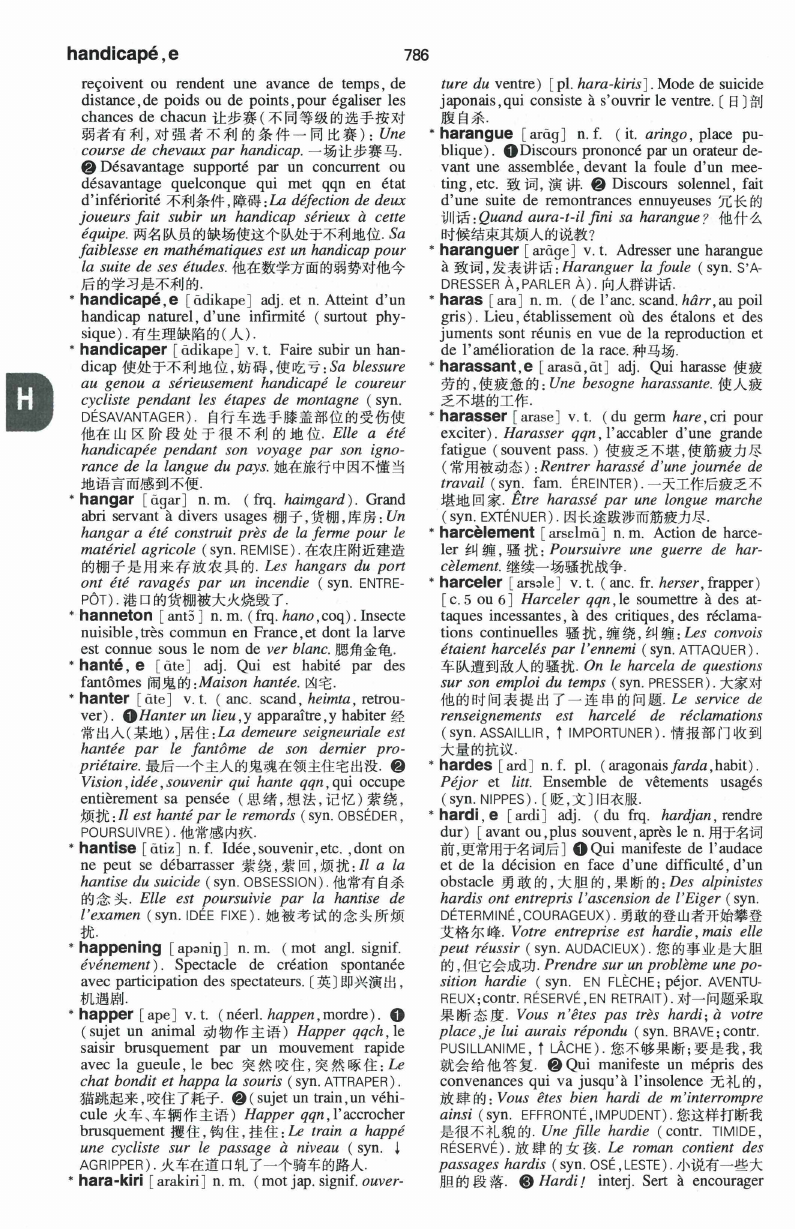 handicapé,e
786
reçoivent ou rendent une avance de temps, de
distance,de poids ou de points,pour égaliser les
chances de chacun 让步赛(不同等级的选手按对
弱者有利,对强者不利的条件一同比赛): Une
course de chevaux par handicap. 一场让步赛马.
❷ Désavantage supporté par un concurrent ou
désavantage quelconque qui met qqn en état
d'infériorité 不利条件,障碍:La défection de deux
joueurs fait subir un handicap sérieux à cette
équipe. 两名队员的缺场使这个队处于不利地位. Sa
faiblesse en mathématiques est un handicap pour
la suite de ses études. 他在数学方面的弱势对他今
后的学习是不利的.
* handicapé,e [ɑ̃dikape] adj. et n. Atteint d'un
handicap naturel, d'une infirmité ( surtout phy-
sique). 有生理缺陷的(人).
* handicaper [ɑ̃dikape] v. t. Faire subir un han-
dicap 使处于不利地位,妨碍,使吃亏:Sa blessure
au genou a sérieusement handicapé le coureur
cycliste pendant les étapes de montagne ( syn.
DÉSAVANTAGER). 自行车选手膝盖部位的受伤使
他在山区阶段处于很不利的地位. Elle a été
handicapée pendant son voyage par son igno-
rance de la langue du pays. 她在旅行中因不懂当
地语言而感到不便.
* hangar [ɑ̃gar] n. m. ( frq. haimgard). Grand
abri servant à divers usages 棚子,货棚,库房:Un
hangar a été construit près de la ferme pour le
matériel agricole ( syn. REMISE). 在农庄附近建造
的棚子是用来存放农具的. Les hangars du port
ont été ravagés par un incendie ( syn. ENTRE-
PÔT). 港口的货棚被大火烧毁了.
* hanneton [antɔ̃] n. m. ( frq. hano,coq). Insecte
nuisible,très commun en France,et dont la larve
est connue sous le nom de ver blanc. 腮角金龟.
* hanté, e [ɑ̃te] adj. Qui est habité par des
fantômes 闹鬼的:Maison hantée. 凶宅.
* hanter [ɑ̃te] v. t. ( anc. scand, heimta, retrou-
ver). ❶Hanter un lieu,y apparaître,y habiter 经
常出入(某地),居住:La demeure seigneuriale est
hantée par le fantôme de son dernier pro-
priétaire. 最后一个主人的鬼魂在领主住宅出没. ❷
Vision,idée,souvenir qui hante qqn,qui occupe
entièrement sa pensée (思绪,想法,记忆)萦绕,
烦扰:Il est hanté par le remords ( syn. OBSÉDER,
POURSUIVRE). 他常感内疚.
* hantise [ɑ̃tiz] n. f. Idée,souvenir,etc. ,dont on
ne peut se débarrasser 萦绕,萦回,烦扰:Il a la
hantise du suicide ( syn. OBSESSION). 他常有自杀
的念头. Elle est poursuivie par la hantise de
l'examen ( syn. IDÉE FIXE). 她被考试的念头所烦
扰.
* happening [apəniŋ] n. m. ( mot angl. signif.
événement). Spectacle de création spontanée
avec participation des spectateurs. 〔英〕即兴演出,
机遇剧.
* happer [ape] v. t. ( néerl. happen,mordre). ❶
( sujet un animal 动物作主语) Happer qqch,le
saisir brusquement par un mouvement rapide
avec la gueule, le bec 突然咬住,突然啄住: Le
chat bondit et happa la souris ( syn. ATTRAPER).
猫跳起来,咬住了耗子. ❷( sujet un train,un véhi-
cule 火车、车辆作主语) Happer qqn,l'accrocher
brusquement 攫住,钩住,挂住:Le train a happé
une cycliste sur le passage à niveau ( syn. ↓
AGRIPPER). 火车在道口轧了一个骑车的路人.
* hara-kiri [arakiri] n. m. ( mot jap. signif. ouver-
H
ture du ventre) [pl. hara-kiris]. Mode de suicide
japonais,qui consiste à s'ouvrir le ventre.〔日〕剖
腹自杀.
* harangue [arɑ̃g] n. f. ( it. aringo, place pu-
blique). ❶Discours prononcé par un orateur de-
vant une assemblée,devant la foule d'un mee-
ting,etc. 致词,演讲. ❷ Discours solennel, fait
d'une suite de remontrances ennuyeuses 冗长的
训话:Quand aura-t-il fini sa harangue? 他什么
时候结束其烦人的说教?
* haranguer [arɑ̃ge] v. t. Adresser une harangue
à 致词,发表讲话: Haranguer la foule ( syn. S'A-
DRESSER À,PARLER À). 向人群讲话.
* haras [ara] n. m. ( de l'anc. scand. hârr,au poil
gris). Lieu,établissement où des étalons et des
juments sont réunis en vue de la reproduction et
de l'amélioration de la race. 种马场.
* harassant,e [arasɑ̃,ɑ̃t] adj. Qui harasse 使疲
劳的,使疲惫的:Une besogne harassante. 使人疲
乏不堪的工作.
* harasser [arase] v. t. ( du germ hare,cri pour
exciter). Harasser qqn,l'accabler d'une grande
fatigue ( souvent pass. ) 使疲乏不堪,使筋疲力尽
(常用被动态):Rentrer harassé d'une journée de
travail ( syn. fam. ÉREINTER). 一天工作后疲乏不
堪地回家. Être harassé par une longue marche
( syn. EXTÉNUER). 因长途跋涉而筋疲力尽.
* harcèlement [arsɛlmɑ̃] n. m. Action de harce-
ler 纠缠,骚扰: Poursuivre une guerre de har-
cèlement. 继续一场骚扰战争.
* harceler [arsəle] v. t. ( anc. fr. herser, frapper)
[c. 5 ou 6] Harceler qqn,le soumettre à des at-
taques incessantes,à des critiques,des réclama-
tions continuelles 骚扰,缠绕,纠缠: Les convois
étaient harcelés par l'ennemi ( syn. ATTAQUER).
车队遭到敌人的骚扰. On le harcela de questions
sur son emploi du temps ( syn. PRESSER). 大家对
他的时间表提出了一连串的问题. Le service de
renseignements est harcelé de réclamations
( syn. ASSAILLIR, ↑ IMPORTUNER). 情报部门收到
大量的抗议.
* hardes [ard] n. f. pl. ( aragonais farda,habit).
Péjor et litt. Ensemble de vêtements usagés
( syn. NIPPES).〔贬,文〕旧衣服.
* hardi,e [ardi] adj. ( du frq. hardjan, rendre
dur) [avant ou,plus souvent,après le n. 用于名词
前,更常用于名词后] ❶Qui manifeste de l'audace
et de la décision en face d'une difficulté, d'un
obstacle 勇敢的,大胆的,果断的: Des alpinistes
hardis ont entrepris l'ascension de l'Eiger ( syn.
DÉTERMINÉ,COURAGEUX). 勇敢的登山者开始攀登
艾格尔峰. Votre entreprise est hardie,mais elle
peut réussir ( syn. AUDACIEUX). 您的事业是大胆
的,但它会成功. Prendre sur un problème une po-
sition hardie ( syn. EN FLÈCHE; péjor. AVENTU-
REUX;contr. RÉSERVÉ,EN RETRAIT). 对一问题采取
果断态度. Vous n'êtes pas très hardi; à votre
place,je lui aurais répondu ( syn. BRAVE; contr.
PUSILLANIME, ↑ LÂCHE). 您不够果断;要是我,我
就会给他答复. ❷Qui manifeste un mépris des
convenances qui va jusqu'à l'insolence 无礼的,
放肆的: Vous êtes bien hardi de m'interrompre
ainsi ( syn. EFFRONTÉ,IMPUDENT). 您这样打断我
是很不礼貌的. Une fille hardie ( contr. TIMIDE,
RÉSERVÉ). 放肆的女孩. Le roman contient des
passages hardis ( syn. OSÉ,LESTE). 小说有一些大
胆的段落. ❸ Hardi! interj. Sert à encourager